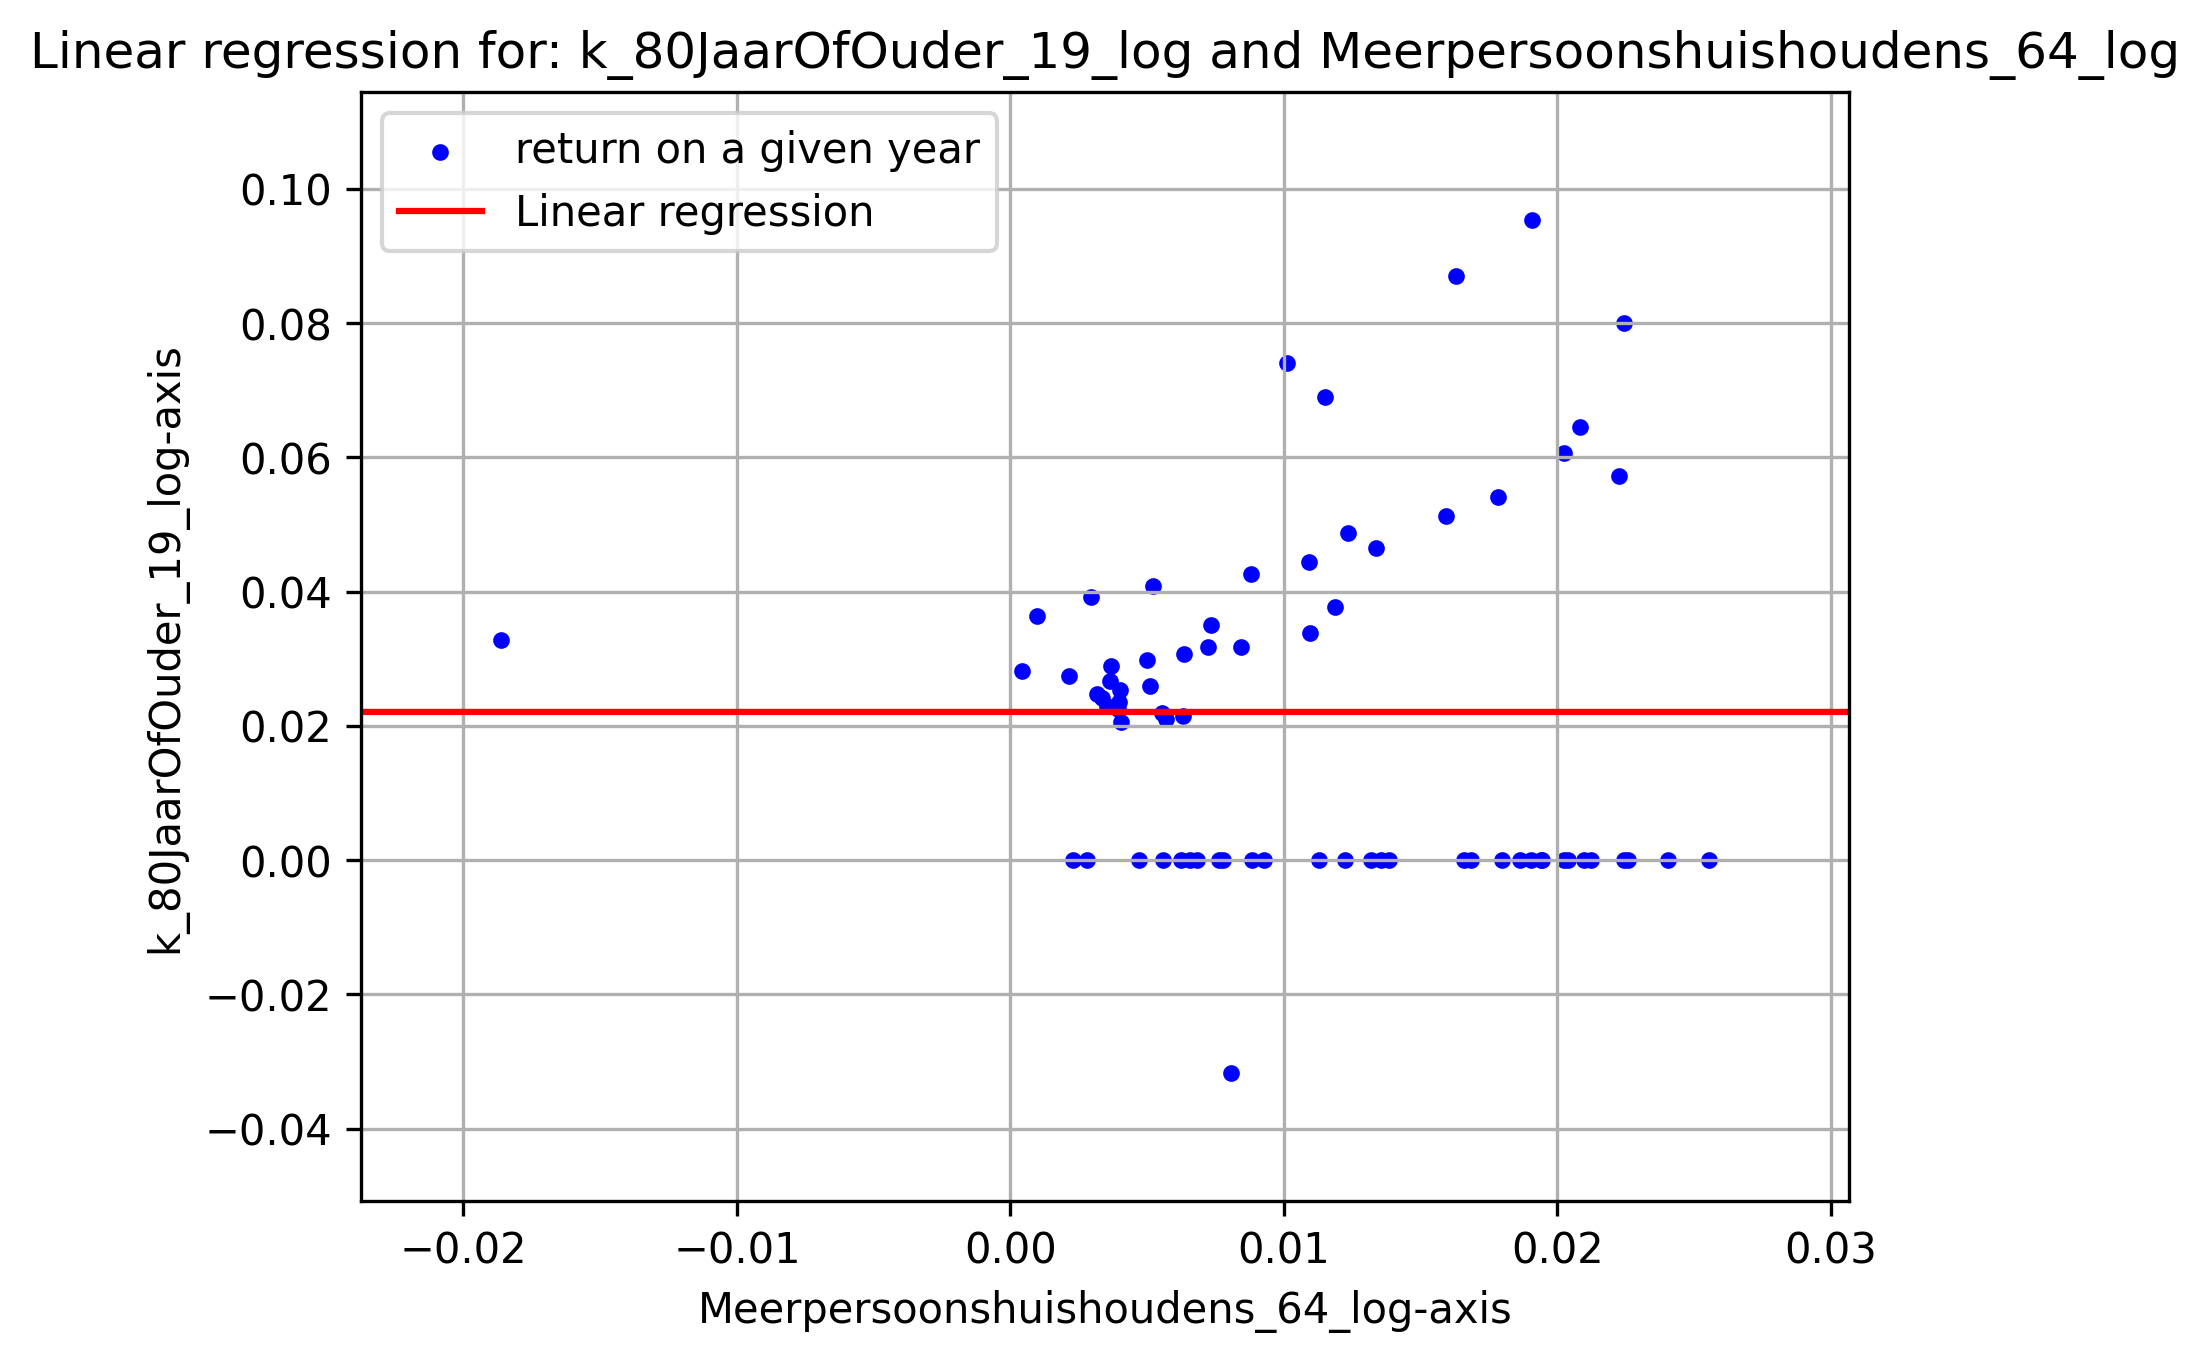 Linear regression for: k_80JaarOfOuder_19_log and Meerpersoonshuishoudens_64_log
return on a given year
Linear regression
0.10
0.08
0.06
0.04
0.02
0.00
−0.02
−0.04
k_80JaarOfOuder_19_log-axis
−0.02
−0.01
0.00
0.01
0.02
0.03
Meerpersoonshuishoudens_64_log-axis